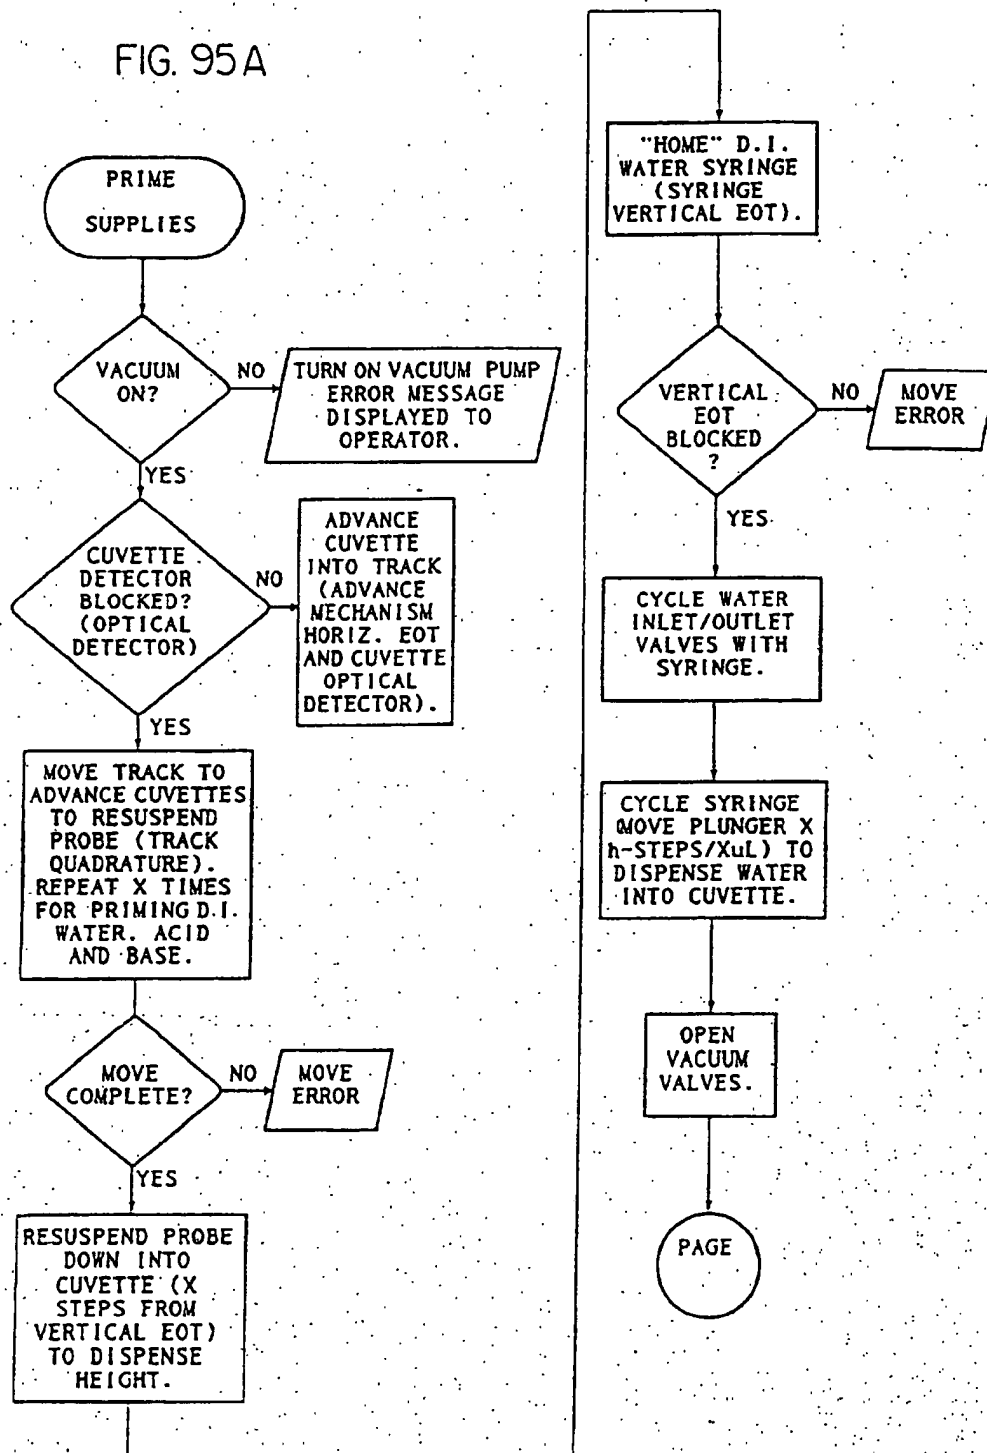 FIG. 95A
PRIME
SUPPLIES
VACUUM
ON?
NO
TURN ON VACUUM PUMP
ERROR MESSAGE
DISPLAYED TO
OPERATOR.
YES
CUVETTE
DETECTOR
BLOCKED?
(OPTICAL
DETECTOR)
NO
ADVANCE
CUVETTE
INTO TRACK
(ADVANCE
MECHANISM
HORIZ. EOT
AND CUVETTE
OPTICAL
DETECTOR).
YES
MOVE TRACK TO
ADVANCE CUVETTES
TO RESUSPEND
PROBE (TRACK
QUADRATURE).
REPEAT X TIMES
FOR PRIMING D.I.
WATER. ACID
AND BASE.
MOVE
COMPLETE?
NO
MOVE
ERROR
YES
RESUSPEND PROBE
DOWN INTO
CUVETTE (X
STEPS FROM
VERTICAL EOT)
TO DISPENSE
HEIGHT.
"HOME" D.I.
WATER SYRINGE
(SYRINGE
VERTICAL EOT).
VERTICAL
EOT
BLOCKED
?
NO
MOVE
ERROR
YES
CYCLE WATER
INLET/OUTLET
VALVES WITH
SYRINGE.
CYCLE SYRINGE
(MOVE PLUNGER X
h-STEPS/XuL) TO
DISPENSE WATER
INTO CUVETTE.
OPEN
VACUUM
VALVES.
PAGE